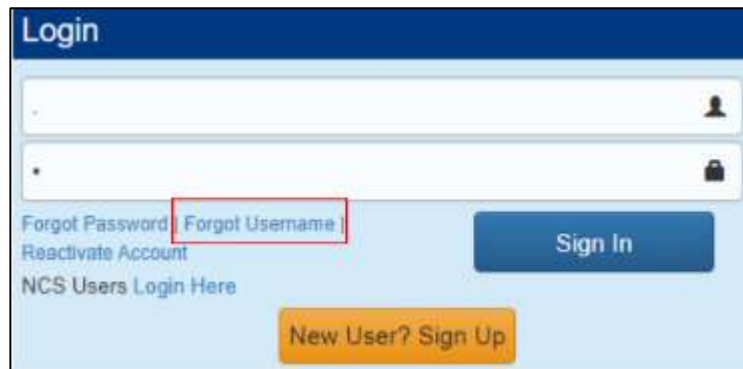 Login
Forgot Password | Forgot Username |
Reactivate Account
Sign In
NCS Users Login Here
New User? Sign Up